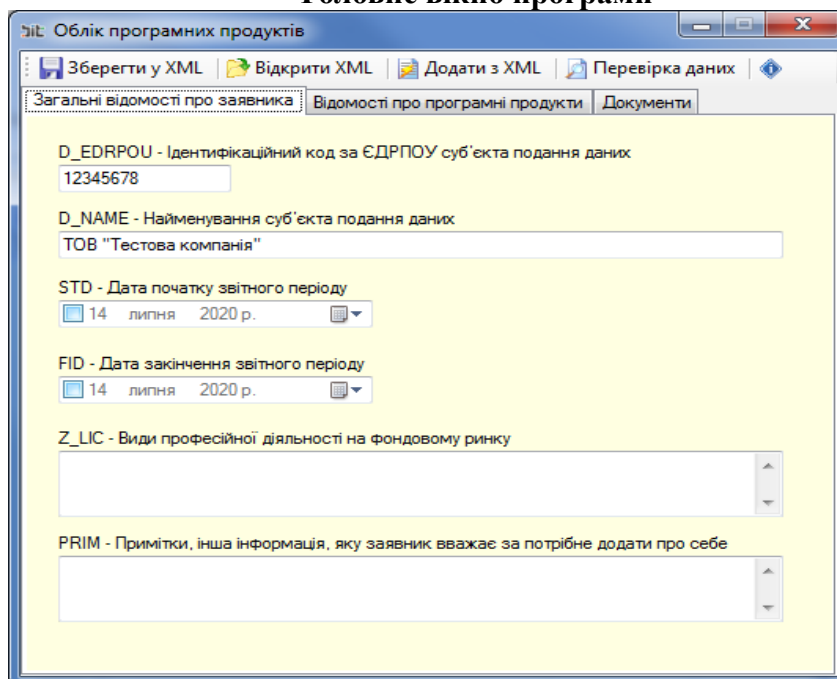 Головне вікно програми
Облік програмних продуктів
Зберегти у XML Відкрити XML Додати з XML Перевірка даних
Загальні відомості про заявника Відомості про програмні продукти Документи
D_EDRPOU - Ідентифікаційний код за ЄДРПОУ суб'єкта подання даних
12345678
D_NAME - Найменування суб'єкта подання даних
ТОВ "Тестова компанія"
STD - Дата початку звітного періоду
14 липня 2020 р.
FID - Дата закінчення звітного періоду
14 липня 2020 р.
Z_LIC - Види професійної діяльності на фондовому ринку
PRIM - Примітки, інша інформація, яку заявник вважає за потрібне додати про себе